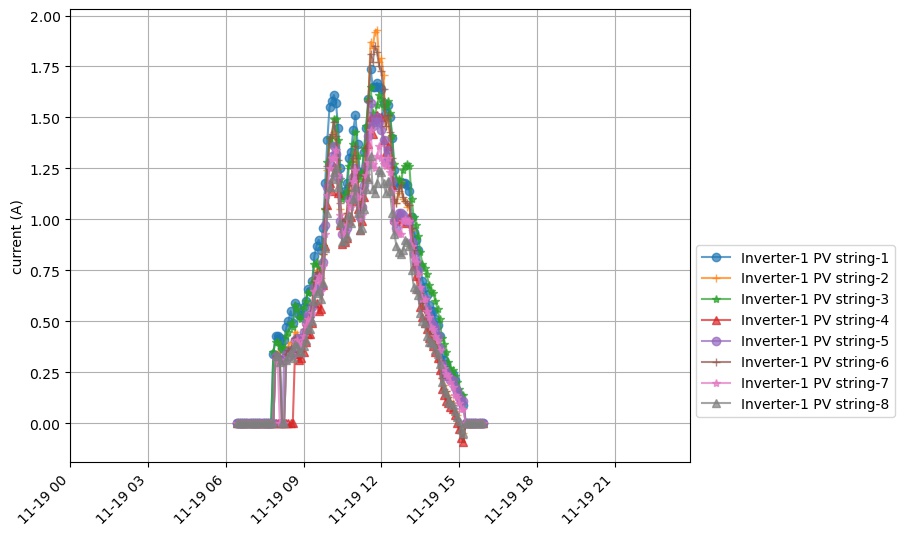 2.00
1.75
1.50
1.25
1.00
0.75
0.50
0.25
0.00
current (A)
11-19 00
11-19 03
11-19 06
11-19 09
11-19 12
11-19 15
11-19 18
11-19 21
Inverter-1 PV string-1
Inverter-1 PV string-2
Inverter-1 PV string-3
Inverter-1 PV string-4
Inverter-1 PV string-5
Inverter-1 PV string-6
Inverter-1 PV string-7
Inverter-1 PV string-8